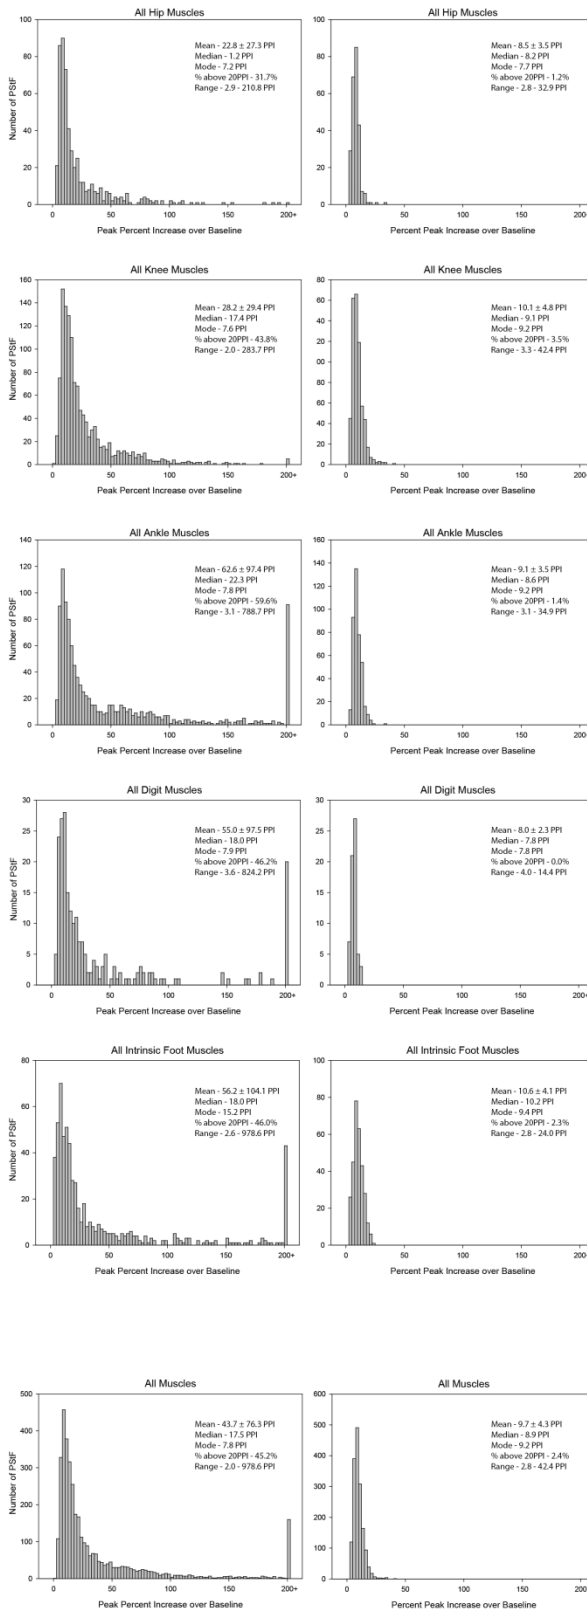 All Hip Muscles
Number of PStF
100
80
60
40
20
0
Mean - 22.8 ± 27.3 PPI
Median - 1.2 PPI
Mode - 7.2 PPI
% above 20PPI - 31.7%
Range - 2.9 - 210.8 PPI
0 50 100 150 200+
Peak Percent Increase over Baseline
All Hip Muscles
100
80
60
40
20
0
Mean - 8.5 ± 3.5 PPI
Median - 8.2 PPI
Mode - 7.7 PPI
% above 20PPI - 1.2%
Range - 2.8 - 32.9 PPI
0 50 100 150 200+
Peak Percent Increase over Baseline
All Knee Muscles
Number of PStF
160
140
120
100
80
60
40
20
0
Mean - 28.2 ± 29.4 PPI
Median - 17.4 PPI
Mode - 7.6 PPI
% above 20PPI - 43.8%
Range - 2.0 - 283.7 PPI
0 50 100 150 200+
Peak Percent Increase over Baseline
All Knee Muscles
80
60
40
20
00
80
60
40
20
0
Mean - 10.1 ± 4.8 PPI
Median - 9.1 PPI
Mode - 9.2 PPI
% above 20PPI - 3.5%
Range - 3.3 - 42.4 PPI
0 50 100 150 200+
Peak Percent Increase over Baseline
All Ankle Muscles
Number of PStF
140
120
100
80
60
40
20
0
Mean - 62.6 ± 97.4 PPI
Median - 22.3 PPI
Mode - 7.8 PPI
% above 20PPI - 59.6%
Range - 3.1 - 788.7 PPI
0 50 100 150 200+
Peak Percent Increase over Baseline
All Ankle Muscles
160
140
120
100
80
60
40
20
0
Mean - 9.1 ± 3.5 PPI
Median - 8.6 PPI
Mode - 9.2 PPI
% above 20PPI - 1.4%
Range - 3.1 - 34.9 PPI
0 50 100 150 200+
Peak Percent Increase over Baseline
All Digit Muscles
Number of PStF
30
25
20
15
10
5
0
Mean - 55.0 ± 97.5 PPI
Median - 18.0 PPI
Mode - 7.9 PPI
% above 20PPI - 46.2%
Range - 3.6 - 824.2 PPI
0 50 100 150 200+
Peak Percent Increase over Baseline
All Digit Muscles
30
25
20
15
10
5
0
Mean - 8.0 ± 2.3 PPI
Median - 7.8 PPI
Mode - 7.8 PPI
% above 20PPI - 0.0%
Range - 4.0 - 14.4 PPI
0 50 100 150 200+
Peak Percent Increase over Baseline
All Intrinsic Foot Muscles
Number of PStF
80
60
40
20
0
Mean - 56.2 ± 104.1 PPI
Median - 18.0 PPI
Mode - 15.2 PPI
% above 20PPI - 46.0%
Range - 2.6 - 978.6 PPI
0 50 100 150 200+
Peak Percent Increase over Baseline
All Intrinsic Foot Muscles
100
80
60
40
20
0
Mean - 10.6 ± 4.1 PPI
Median - 10.2 PPI
Mode - 9.4 PPI
% above 20PPI - 2.3%
Range - 2.8 - 24.0 PPI
0 50 100 150 200+
Percent Peak Increase over Baseline
All Muscles
Number of PStF
500
400
300
200
100
0
Mean - 43.7 ± 76.3 PPI
Median - 17.5 PPI
Mode - 7.8 PPI
% above 20PPI - 45.2%
Range - 2.0 - 978.6 PPI
0 50 100 150 200+
Peak Percent Increase over Baseline
All Muscles
600
500
400
300
200
100
0
Mean - 9.7 ± 4.3 PPI
Median - 8.9 PPI
Mode - 9.2 PPI
% above 20PPI - 2.4%
Range - 2.8 - 42.4 PPI
0 50 100 150 200+
Percent Peak Increase over Baseline